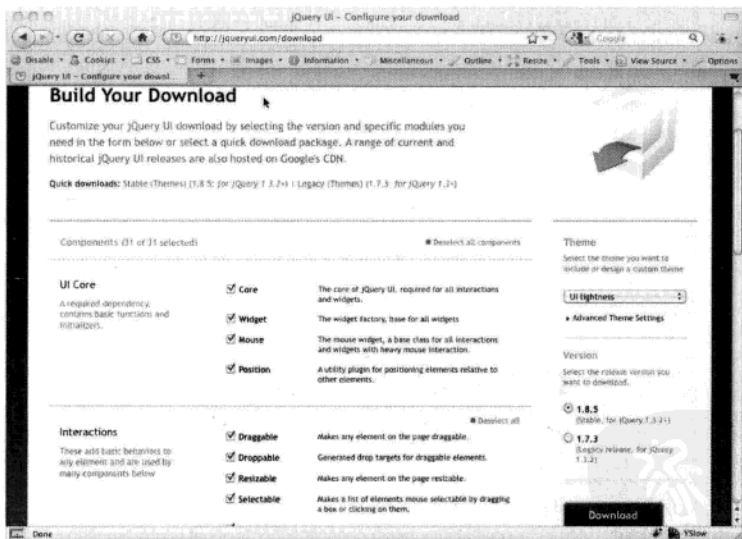 jQuery UI - Configure your download
http://jqueryui.com/download
Google
Disable Cookies CSS Forms Images Information Miscellaneous Outline Resize Tools View Source Options
jQuery UI - Configure your downl...
Build Your Download
Customize your jQuery UI download by selecting the version and specific modules you
need in the form below or select a quick download package. A range of current and
historical jQuery UI releases are also hosted on Google's CDN.
Quick downloads: Stable (Themes) (1.8.5: for jQuery 1.3.2+) | Legacy (Themes) (1.7.3: for jQuery 1.3+)
Components (31 of 31 selected)
Deselect all components
UI Core
A required dependency,
contains basic functions and
initializers.
Core
The core of jQuery UI, required for all interactions
and widgets.
Widget
The widget factory, base for all widgets
Mouse
The mouse widget, a base class for all interactions
and widgets with heavy mouse interaction.
Position
A utility plugin for positioning elements relative to
other elements.
Interactions
These add basic behaviors to
any element and are used by
many components below
Deselect all
Draggable
Makes any element on the page draggable.
Droppable
Generated drop targets for draggable elements.
Resizable
Makes any element on the page resizable.
Selectable
Makes a list of elements mouse selectable by dragging
a box or clicking on them.
Theme
Select the theme you want to
include or design a custom theme
UI lightness
Advanced Theme Settings
Version
Select the release version you
want to download.
1.8.5
(Stable, for jQuery 1.3.2+)
1.7.3
(Legacy release, for jQuery
1.3.2)
Download
Done
YSlow